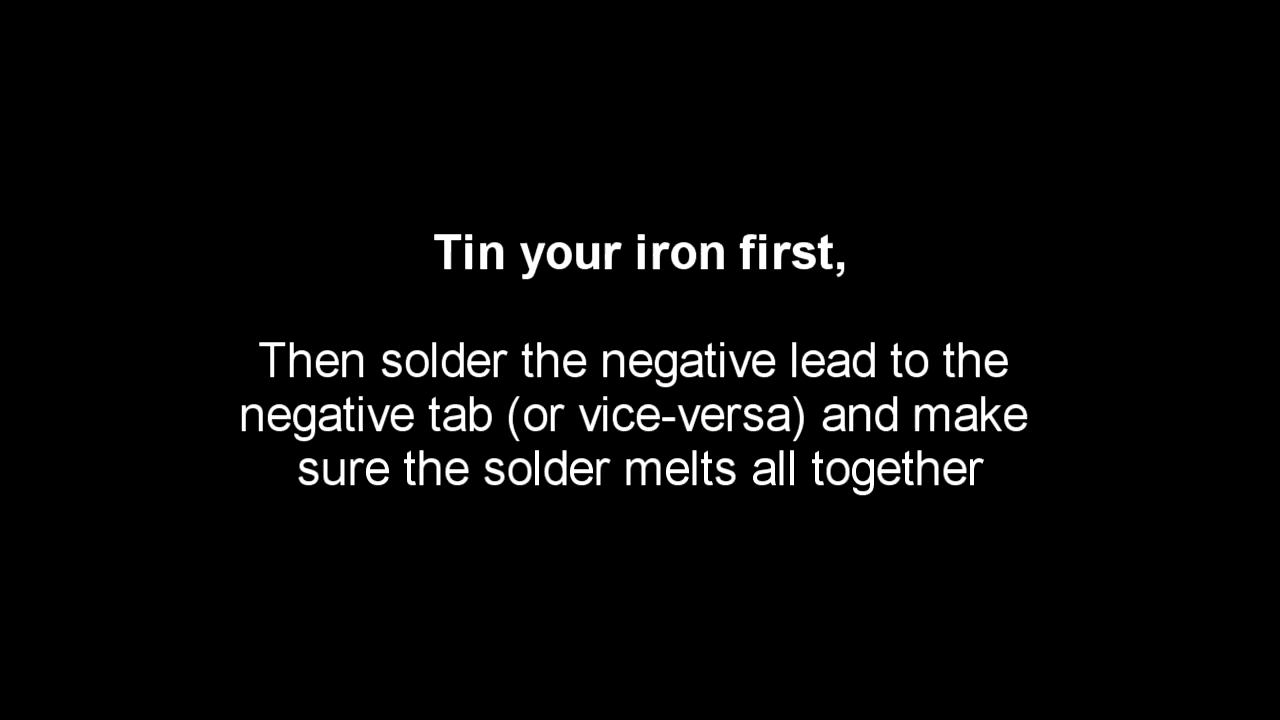 Tin your iron first,
Then solder the negative lead to the
negative tab (or vice-versa) and make
sure the solder melts all together